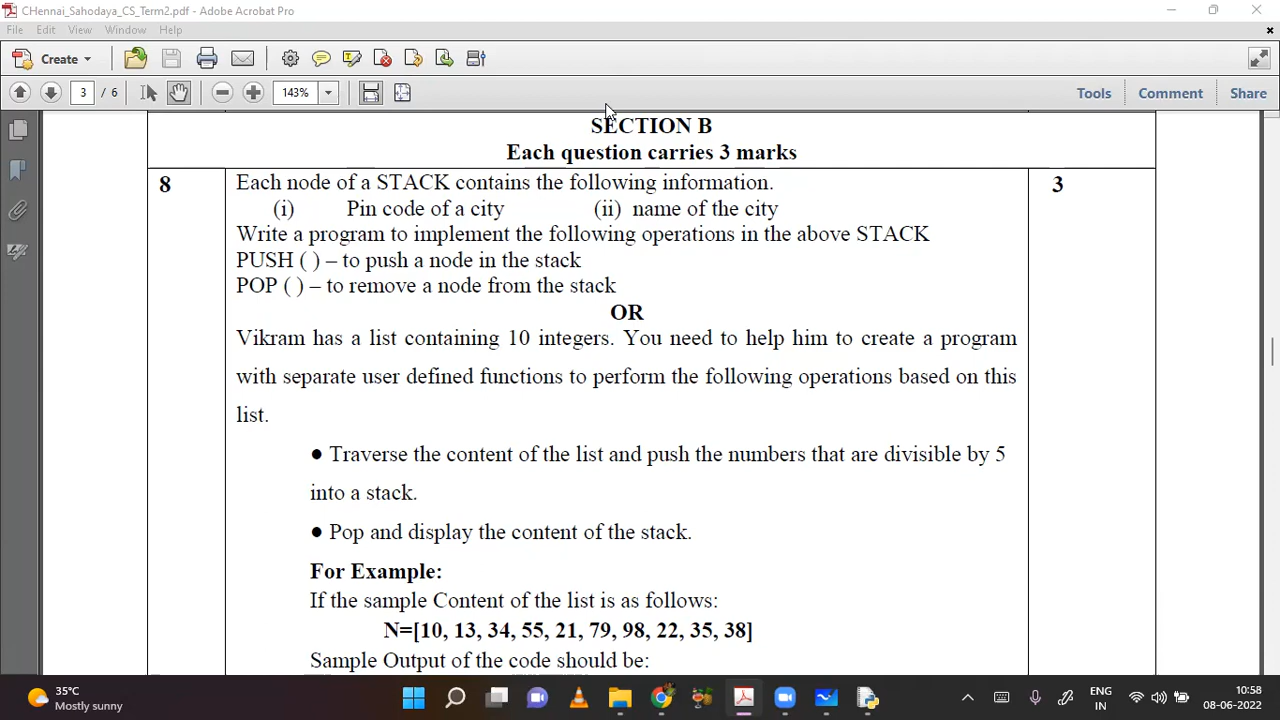 CHennai_Sahodaya_CS_Term2.pdf - Adobe Acrobat Pro
File Edit View Window Help
Create
3 / 6 143% Tools Comment Share
SECTION B
Each question carries 3 marks
8 Each node of a STACK contains the following information. 3
(i) Pin code of a city (ii) name of the city
Write a program to implement the following operations in the above STACK
PUSH ( ) – to push a node in the stack
POP ( ) – to remove a node from the stack
OR
Vikram has a list containing 10 integers. You need to help him to create a program
with separate user defined functions to perform the following operations based on this
list.
● Traverse the content of the list and push the numbers that are divisible by 5
into a stack.
● Pop and display the content of the stack.
For Example:
If the sample Content of the list is as follows:
N=[10, 13, 34, 55, 21, 79, 98, 22, 35, 38]
Sample Output of the code should be:
35°C
Mostly sunny
ENG
IN
10:58
08-06-2022